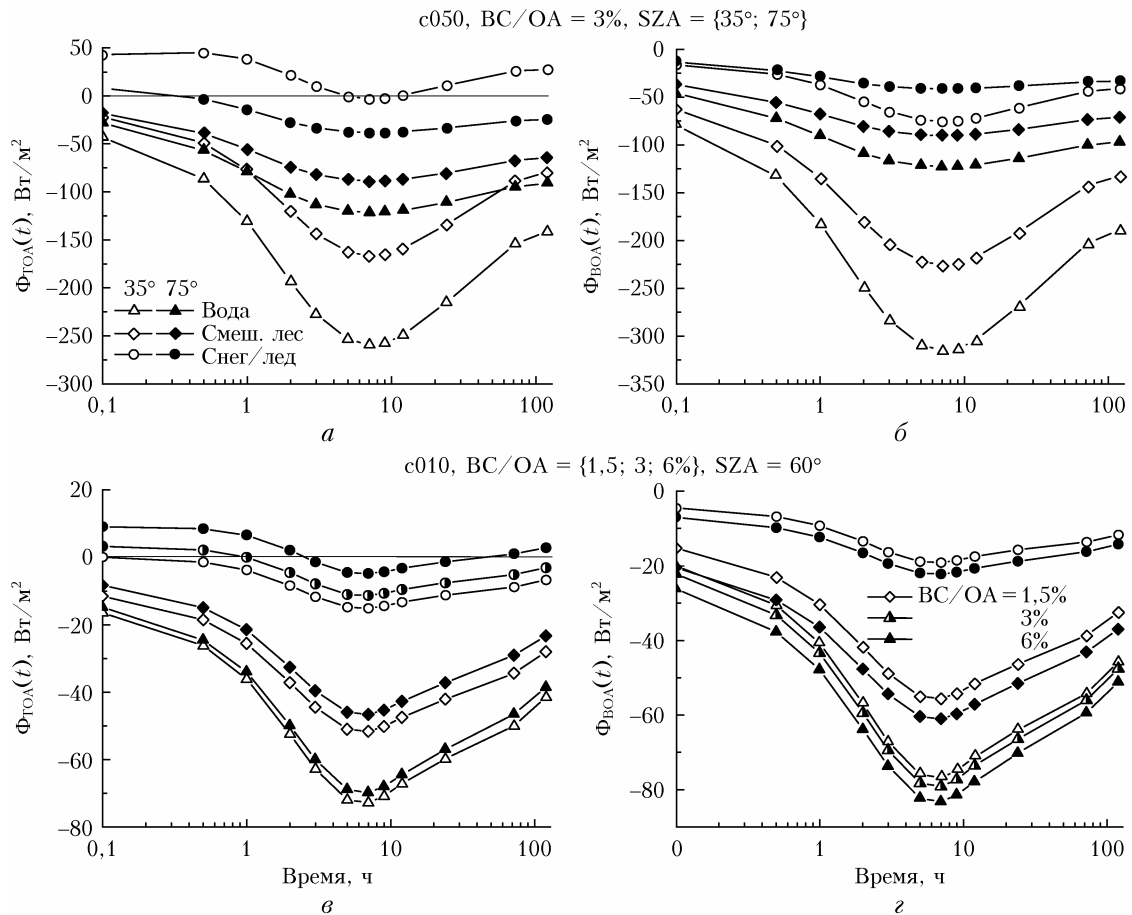 c050, BC/OA = 3%, SZA = {35°; 75°}
Φ_TOA(t), Вт/м²
50
0
–50
–100
–150
–200
–250
–300
35° 75°
Вода
Смеш. лес
Снег/лед
0,1 1 10 100
а
Φ_BOA(t), Вт/м²
0
–50
–100
–150
–200
–250
–300
–350
0,1 1 10 100
б
c010, BC/OA = {1,5; 3; 6%}, SZA = 60°
Φ_TOA(t), Вт/м²
20
0
–20
–40
–60
–80
0,1 1 10 100
Время, ч
в
Φ_BOA(t), Вт/м²
0
–20
–40
–60
–80
BC/OA = 1,5%
3%
6%
0 1 10 100
Время, ч
г